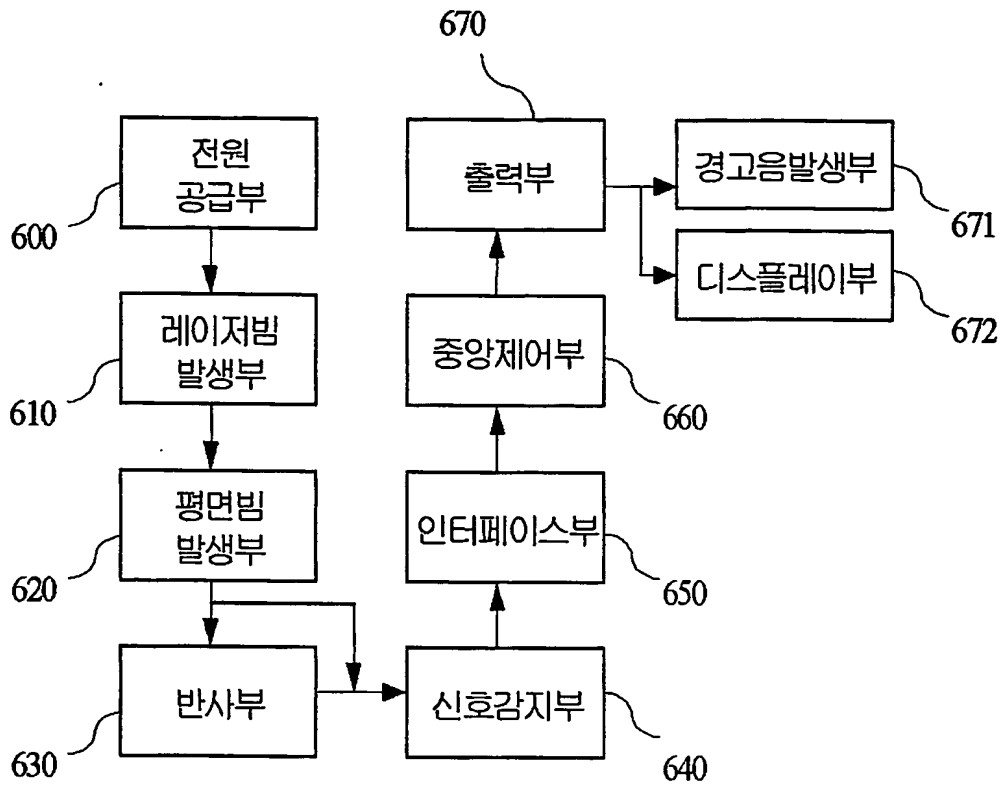 670
전원
공급부
600
출력부
경고음발생부
671
디스플레이부
672
레이저빔
발생부
610
중앙제어부
660
평면빔
발생부
620
인터페이스부
650
반사부
630
신호감지부
640